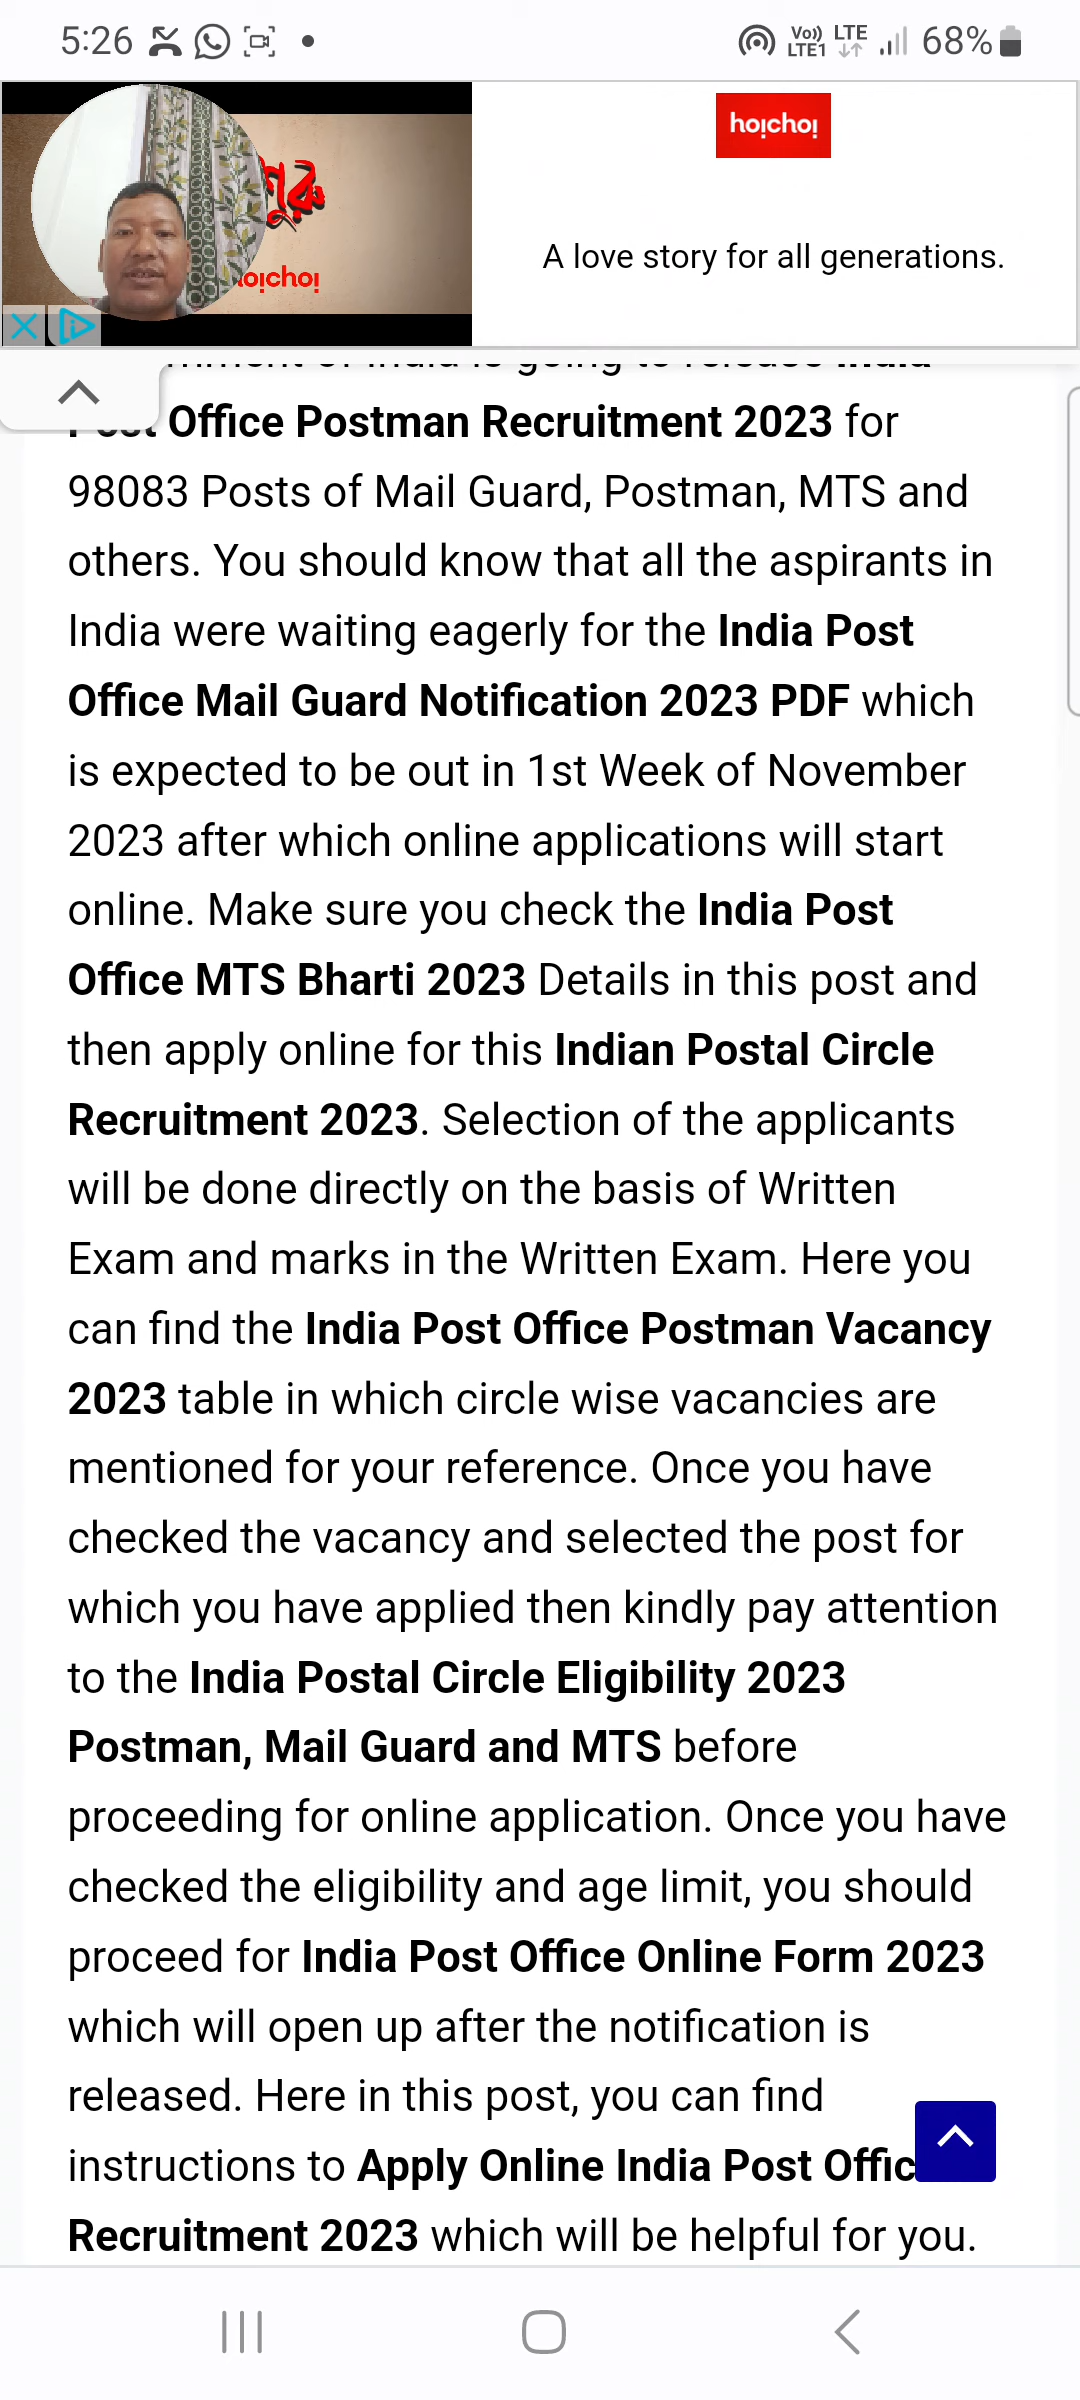 5:26
Vo)) LTE1 LTE 68%
hoichoi
hoichoi
A love story for all generations.
India is going to release India
Post Office Postman Recruitment 2023 for
98083 Posts of Mail Guard, Postman, MTS and
others. You should know that all the aspirants in
India were waiting eagerly for the India Post
Office Mail Guard Notification 2023 PDF which
is expected to be out in 1st Week of November
2023 after which online applications will start
online. Make sure you check the India Post
Office MTS Bharti 2023 Details in this post and
then apply online for this Indian Postal Circle
Recruitment 2023. Selection of the applicants
will be done directly on the basis of Written
Exam and marks in the Written Exam. Here you
can find the India Post Office Postman Vacancy
2023 table in which circle wise vacancies are
mentioned for your reference. Once you have
checked the vacancy and selected the post for
which you have applied then kindly pay attention
to the India Postal Circle Eligibility 2023
Postman, Mail Guard and MTS before
proceeding for online application. Once you have
checked the eligibility and age limit, you should
proceed for India Post Office Online Form 2023
which will open up after the notification is
released. Here in this post, you can find
instructions to Apply Online India Post Offic
Recruitment 2023 which will be helpful for you.